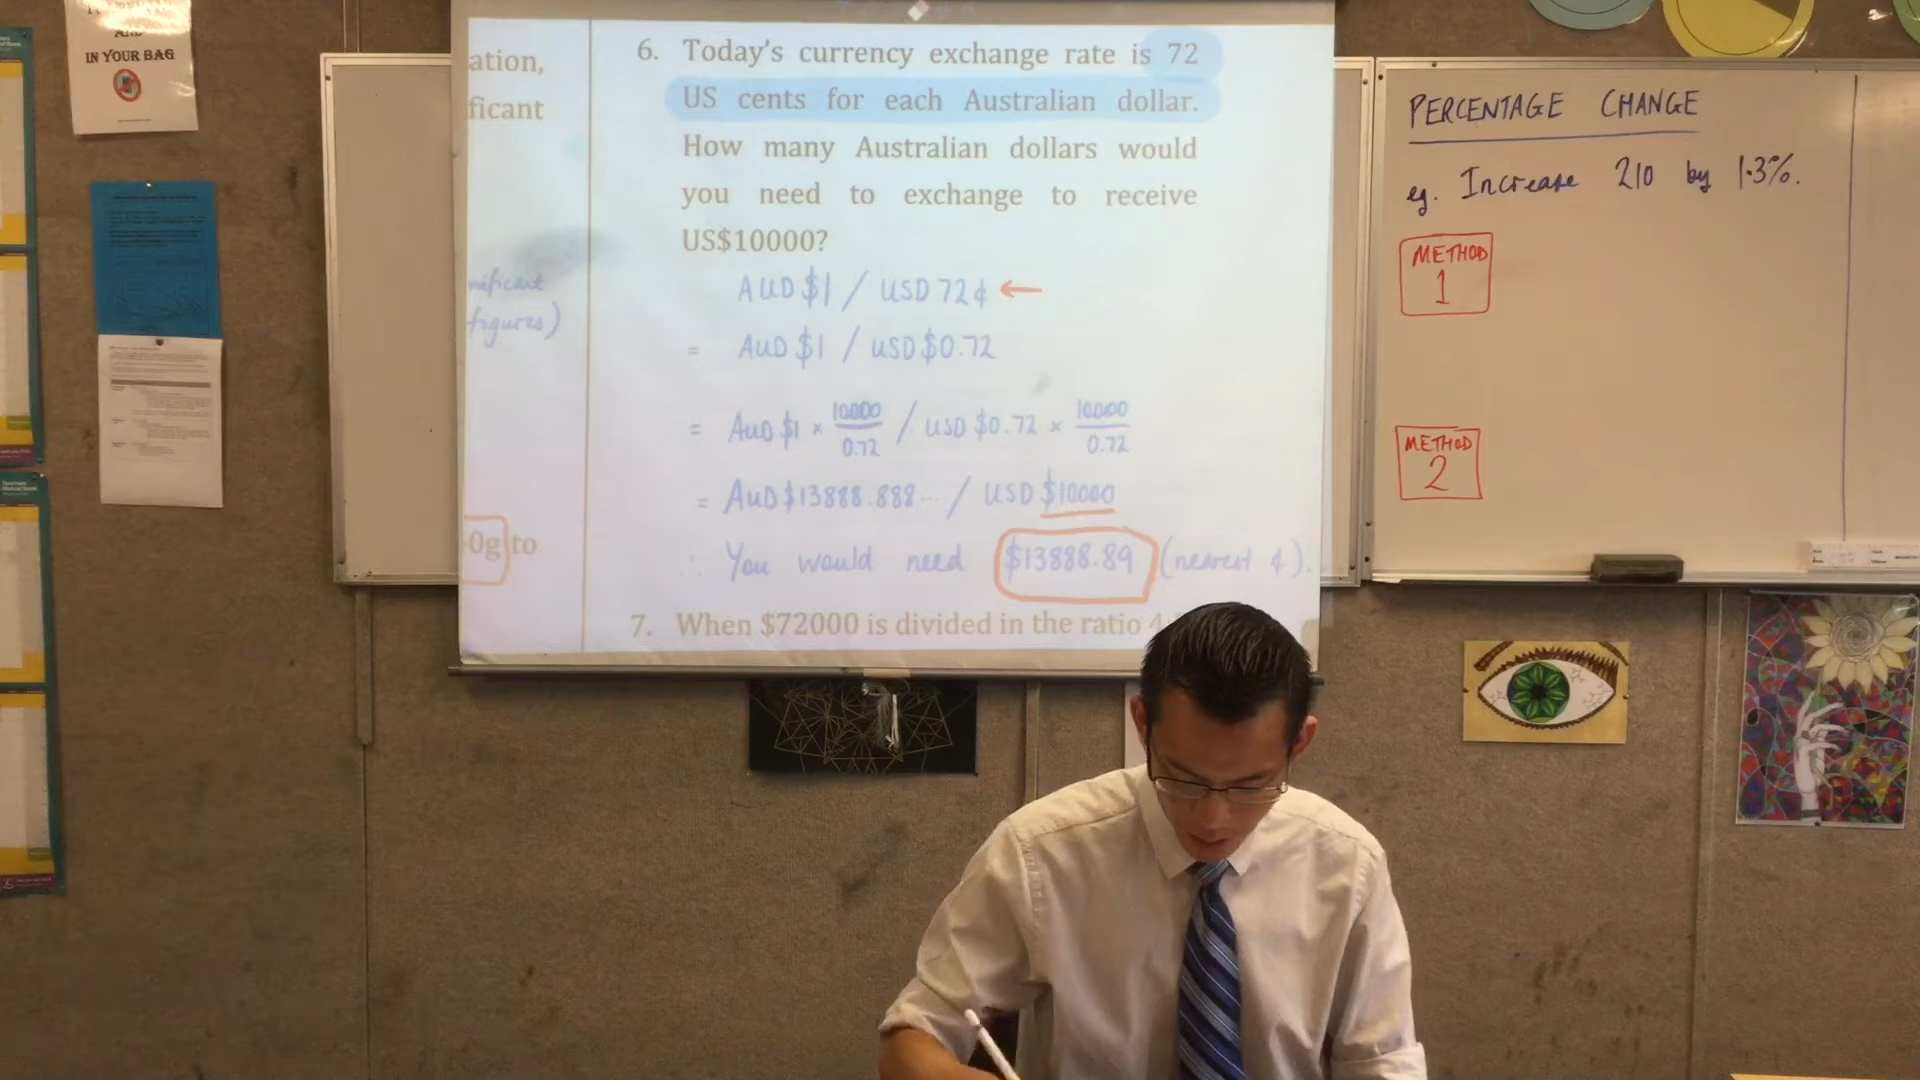 IN YOUR BAG
ation,
ficant
nificant
figures)
0g to
6. Today's currency exchange rate is 72
US cents for each Australian dollar.
How many Australian dollars would
you need to exchange to receive
US$10000?
AUD $1 / USD 72¢ ←
= AUD $1 / USD $0.72
= AUD $1 × 10000/0.72 / USD $0.72 × 10000/0.72
= AUD $13888.888... / USD $10000
∴ You would need $13888.89 (nearest ¢).
7. When $72000 is divided in the ratio
PERCENTAGE CHANGE
eg. Increase 210 by 1.3%.
METHOD
1
METHOD
2